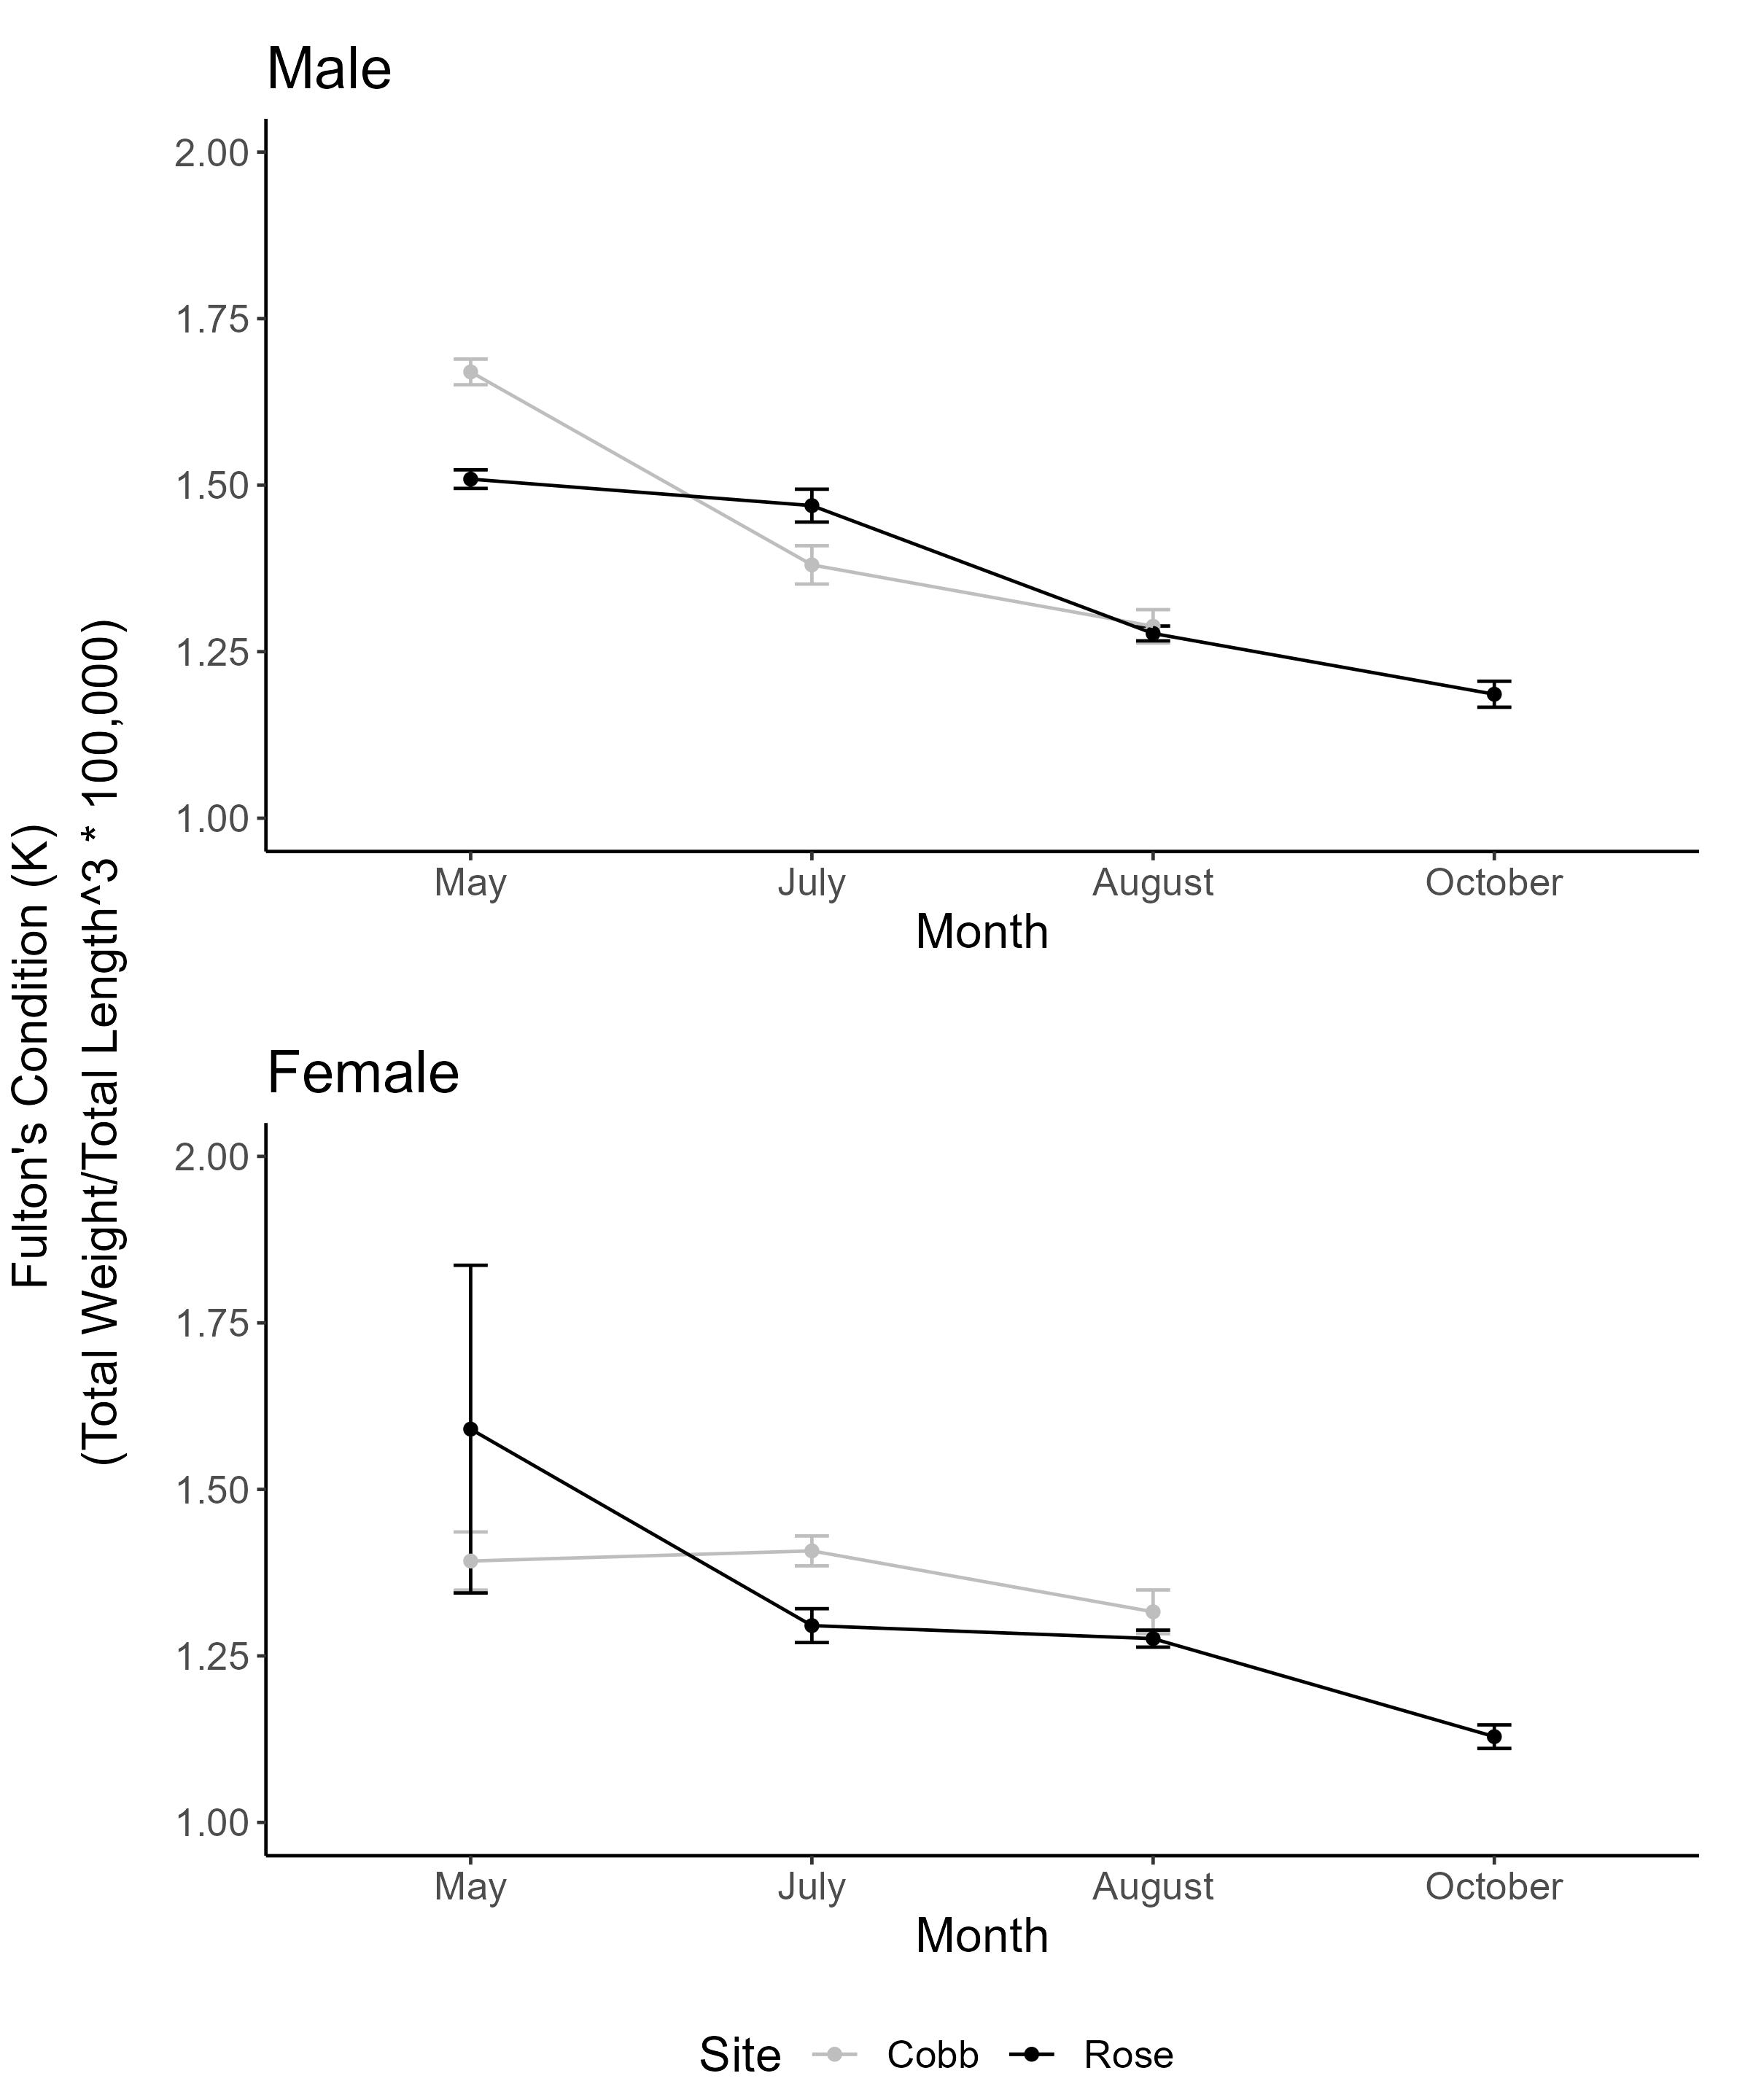 Male
2.00
1.75
1.50
1.25
1.00
May July August October
Month
Fulton's Condition (K)
(Total Weight/Total Length^3 * 100,000)
Female
2.00
1.75
1.50
1.25
1.00
May July August October
Month
Site Cobb Rose